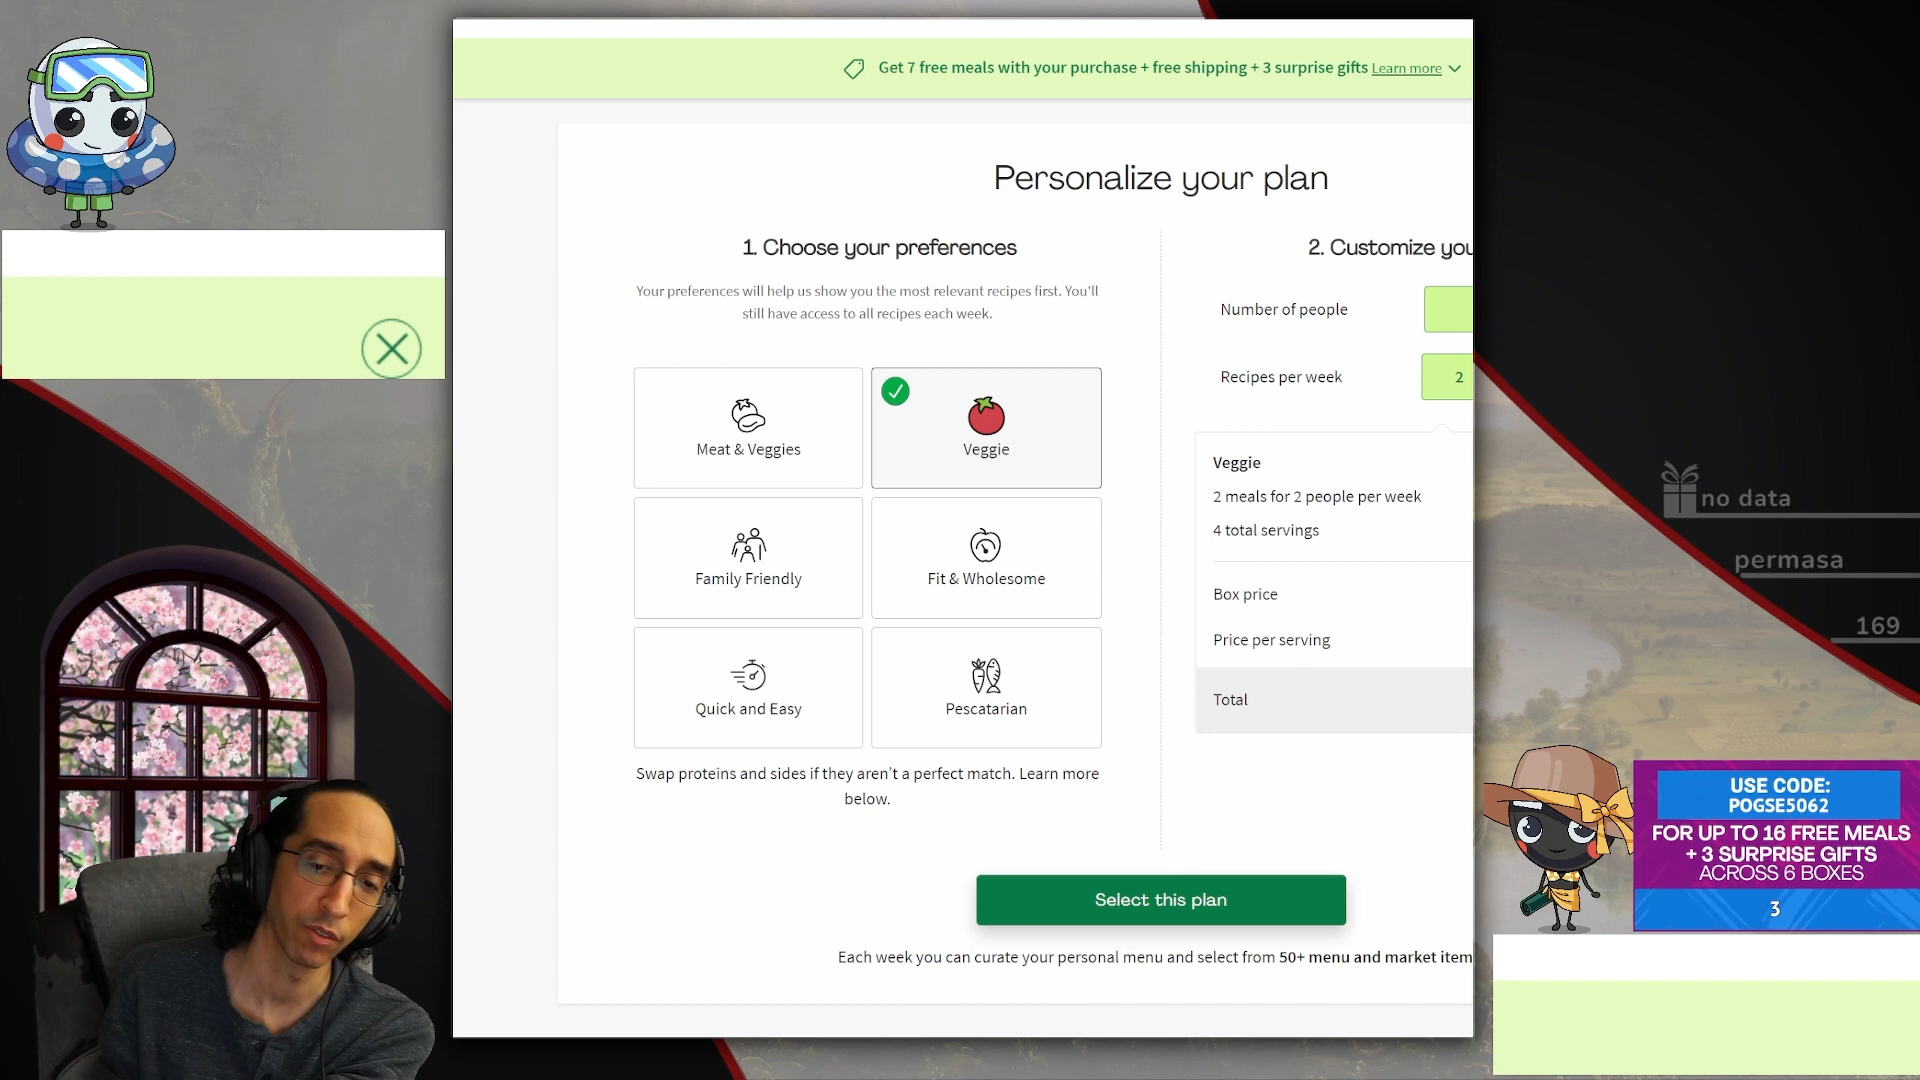 Get 7 free meals with your purchase + free shipping + 3 surprise gifts Learn more
Personalize your plan
1. Choose your preferences
Your preferences will help us show you the most relevant recipes first. You'll
still have access to all recipes each week.
Meat & Veggies
Veggie
Family Friendly
Fit & Wholesome
Quick and Easy
Pescatarian
Swap proteins and sides if they aren't a perfect match. Learn more
below.
2. Customize you
Number of people
Recipes per week
2
Veggie
2 meals for 2 people per week
4 total servings
Box price
Price per serving
Total
Select this plan
Each week you can curate your personal menu and select from 50+ menu and market item
no data
permasa
169
USE CODE:
POGSE5062
FOR UP TO 16 FREE MEALS
+ 3 SURPRISE GIFTS
ACROSS 6 BOXES
3